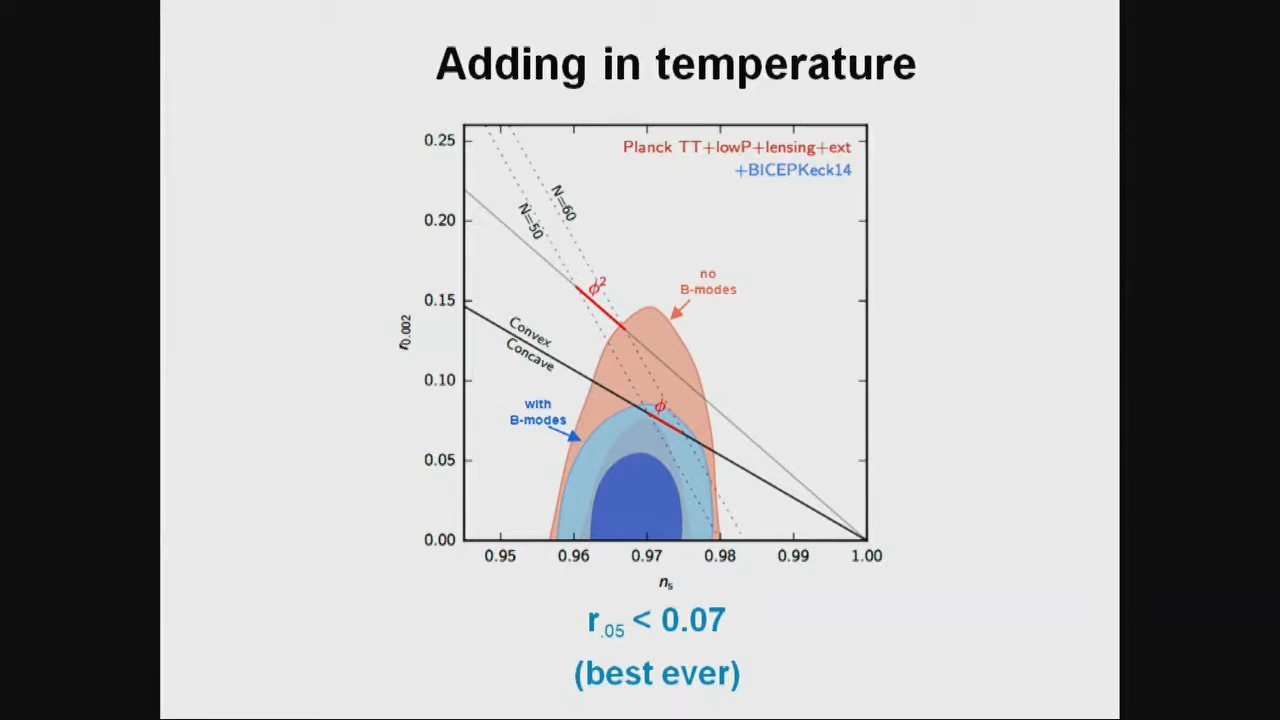 Adding in temperature
Planck TT+lowP+lensing+ext
+BICEPKeck14
0.25
0.20
0.15
0.10
0.05
0.00
r0.002
N=60
N=50
ϕ²
no
B-modes
Convex
Concave
ϕ
with
B-modes
0.95 0.96 0.97 0.98 0.99 1.00
ns
r.05 < 0.07
(best ever)